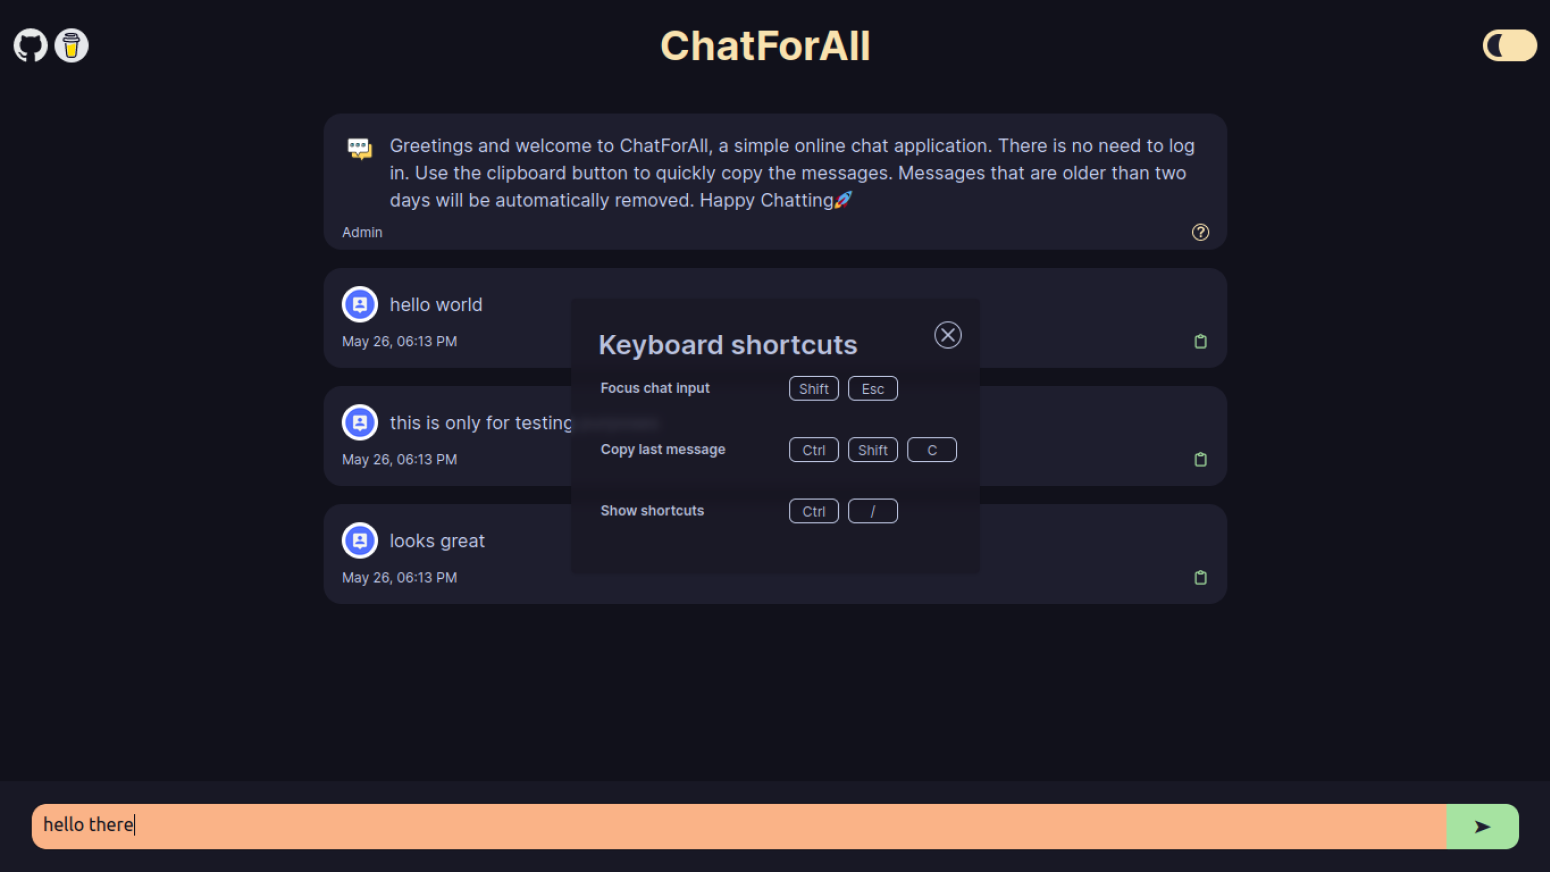 ChatForAll
Greetings and welcome to ChatForAll, a simple online chat application. There is no need to log
in. Use the clipboard button to quickly copy the messages. Messages that are older than two
days will be automatically removed. Happy Chatting🚀
Admin
?
hello world
May 26, 06:13 PM
this is only for testing
May 26, 06:13 PM
looks great
May 26, 06:13 PM
Keyboard shortcuts
Focus chat input Shift Esc
Copy last message Ctrl Shift C
Show shortcuts Ctrl /
hello there